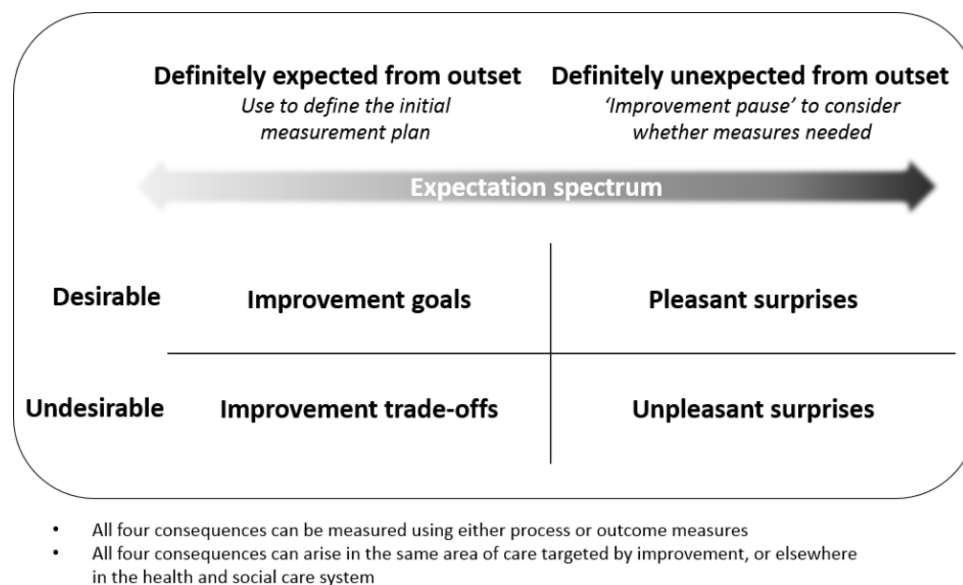 Definitely expected from outset
Use to define the initial
measurement plan
Definitely unexpected from outset
‘Improvement pause’ to consider
whether measures needed
Expectation spectrum
Desirable
Improvement goals
Pleasant surprises
Undesirable
Improvement trade-offs
Unpleasant surprises
• All four consequences can be measured using either process or outcome measures
• All four consequences can arise in the same area of care targeted by improvement, or elsewhere
in the health and social care system